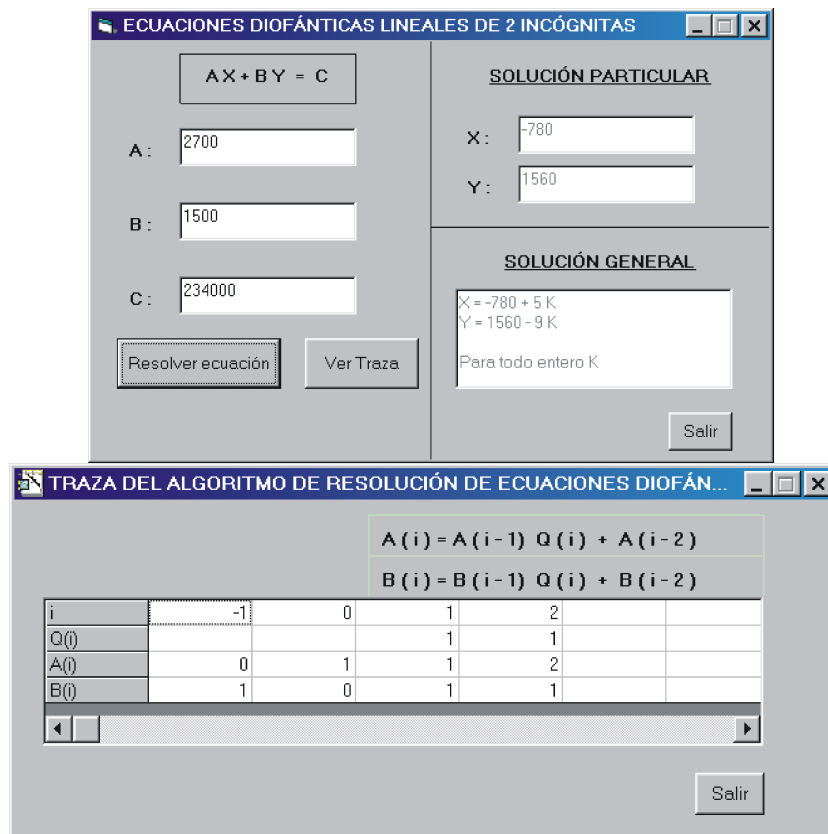 ECUACIONES DIOFÁNTICAS LINEALES DE 2 INCÓGNITAS
A X + B Y = C
A :
2700
B :
1500
C :
234000
Resolver ecuación
Ver Traza
SOLUCIÓN PARTICULAR
X :
-780
Y :
1560
SOLUCIÓN GENERAL
X = -780 + 5 K
Y = 1560 - 9 K
Para todo entero K
Salir
TRAZA DEL ALGORITMO DE RESOLUCIÓN DE ECUACIONES DIOFÁN...
A ( i ) = A ( i - 1 ) Q ( i ) + A ( i - 2 )
B ( i ) = B ( i - 1 ) Q ( i ) + B ( i - 2 )
i -1 0 1 2
Q(i) 1 1
A(i) 0 1 1 2
B(i) 1 0 1 1
Salir